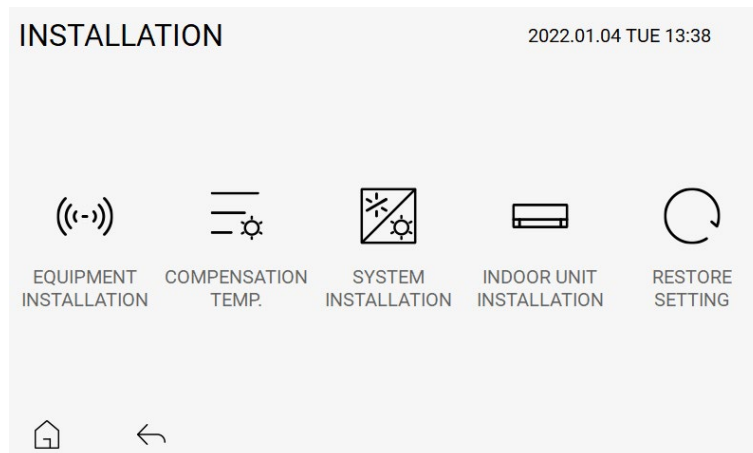 INSTALLATION
2022.01.04 TUE 13:38
EQUIPMENT
INSTALLATION
COMPENSATION
TEMP.
SYSTEM
INSTALLATION
INDOOR UNIT
INSTALLATION
RESTORE
SETTING